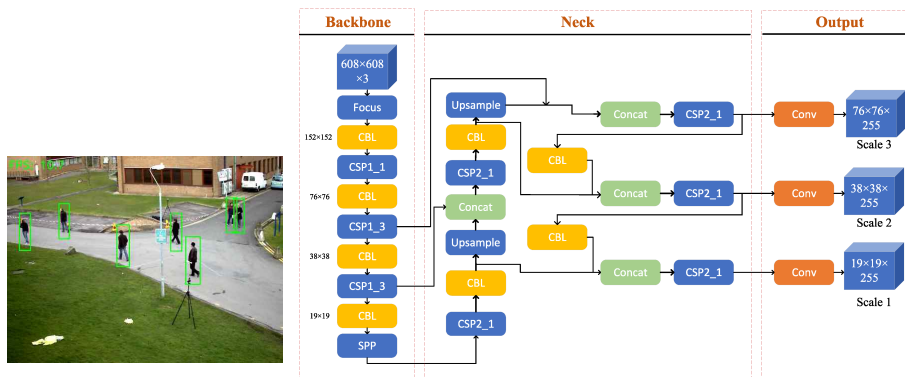 Backbone
Neck
Output
608×608
×3
Focus
152×152
CBL
CSP1_1
76×76
CBL
CSP1_3
38×38
CBL
CSP1_3
19×19
CBL
SPP
Upsample
CBL
CSP2_1
Concat
Upsample
CBL
CSP2_1
CBL
CBL
Concat
CSP2_1
Concat
CSP2_1
Concat
CSP2_1
Conv
76×76×
255
Scale 3
Conv
38×38×
255
Scale 2
Conv
19×19×
255
Scale 1